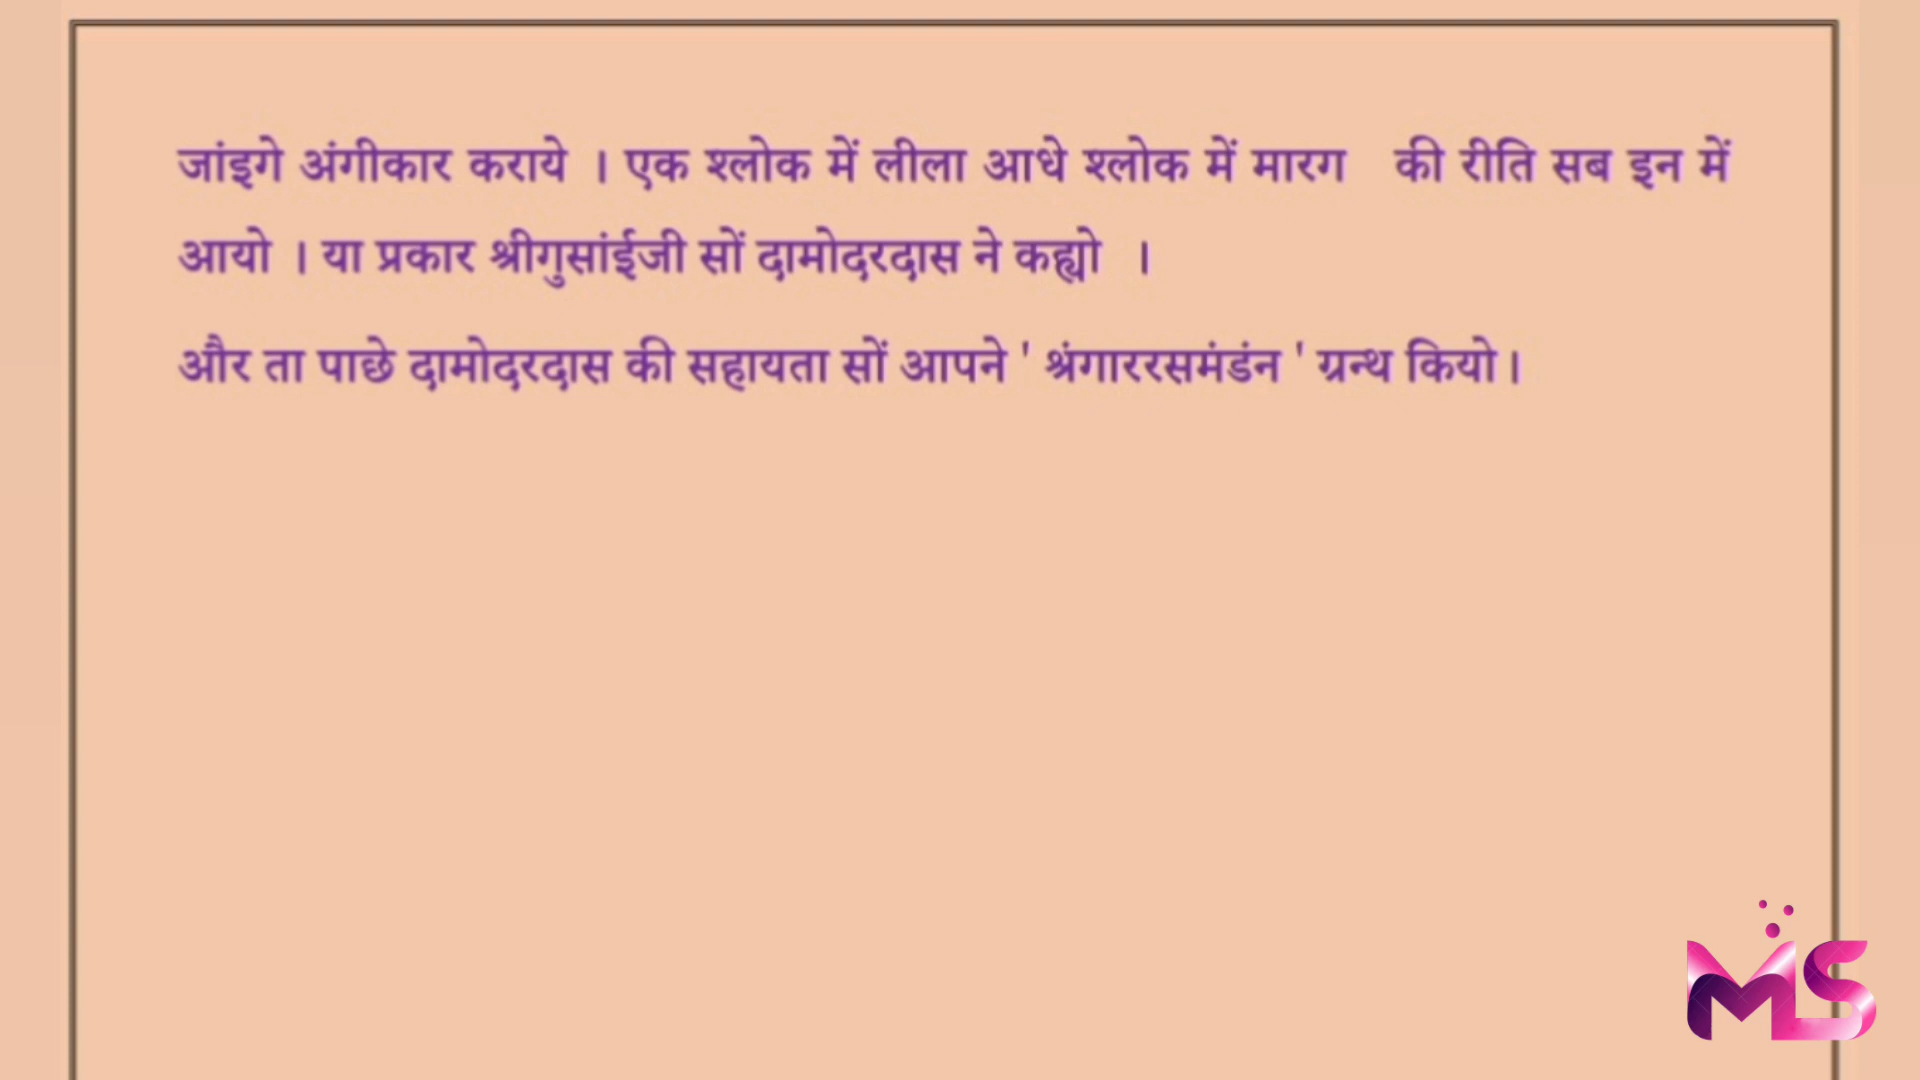 जांइगे अंगीकार कराये । एक श्लोक में लीला आधे श्लोक में मारग की रीति सब इन में
आयो । या प्रकार श्रीगुसांईजी सों दामोदरदास ने कह्यो ।
और ता पाछे दामोदरदास की सहायता सों आपने ' श्रंगाररसमंडंन ' ग्रन्थ कियो।
MS